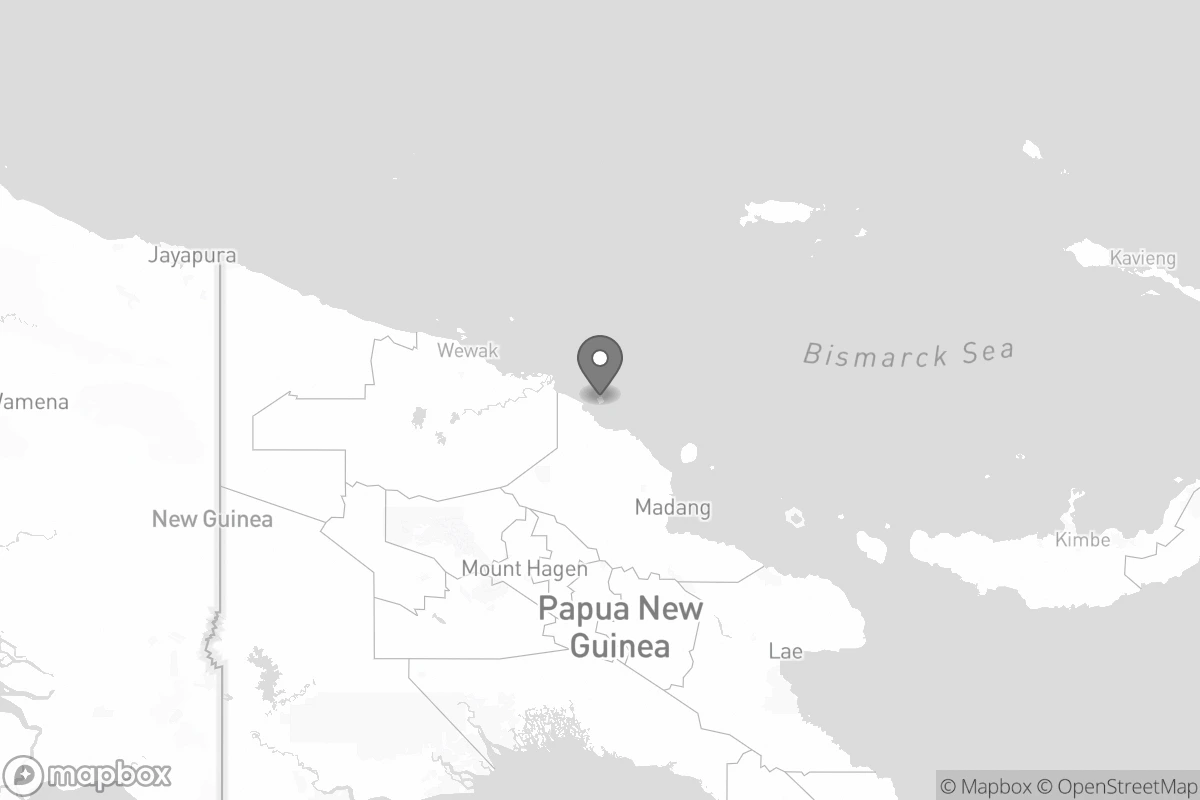 Jayapura
Kavieng
Wewak
Bismarck Sea
Wamena
Madang
New Guinea
Kimbe
Mount Hagen
Papua New
Guinea
Lae
mapbox
© Mapbox © OpenStreetMap